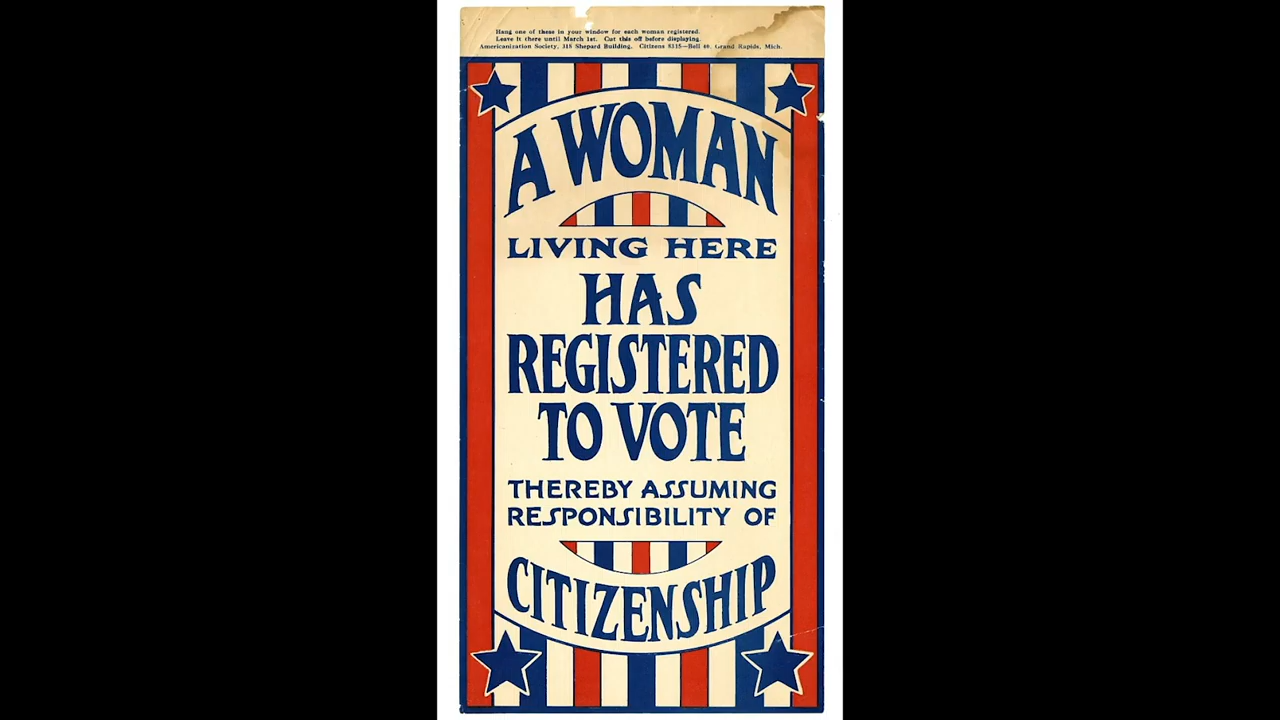 Hang one of these in your window for each woman registered.
Leave it there until March 1st. Cut this off before displaying.
Americanization Society, 318 Shepard Building, Citizens 8335—Bell 40, Grand Rapids, Mich.
A WOMAN
LIVING HERE
HAS
REGISTERED
TO VOTE
THEREBY ASSUMING
RESPONSIBILITY OF
CITIZENSHIP